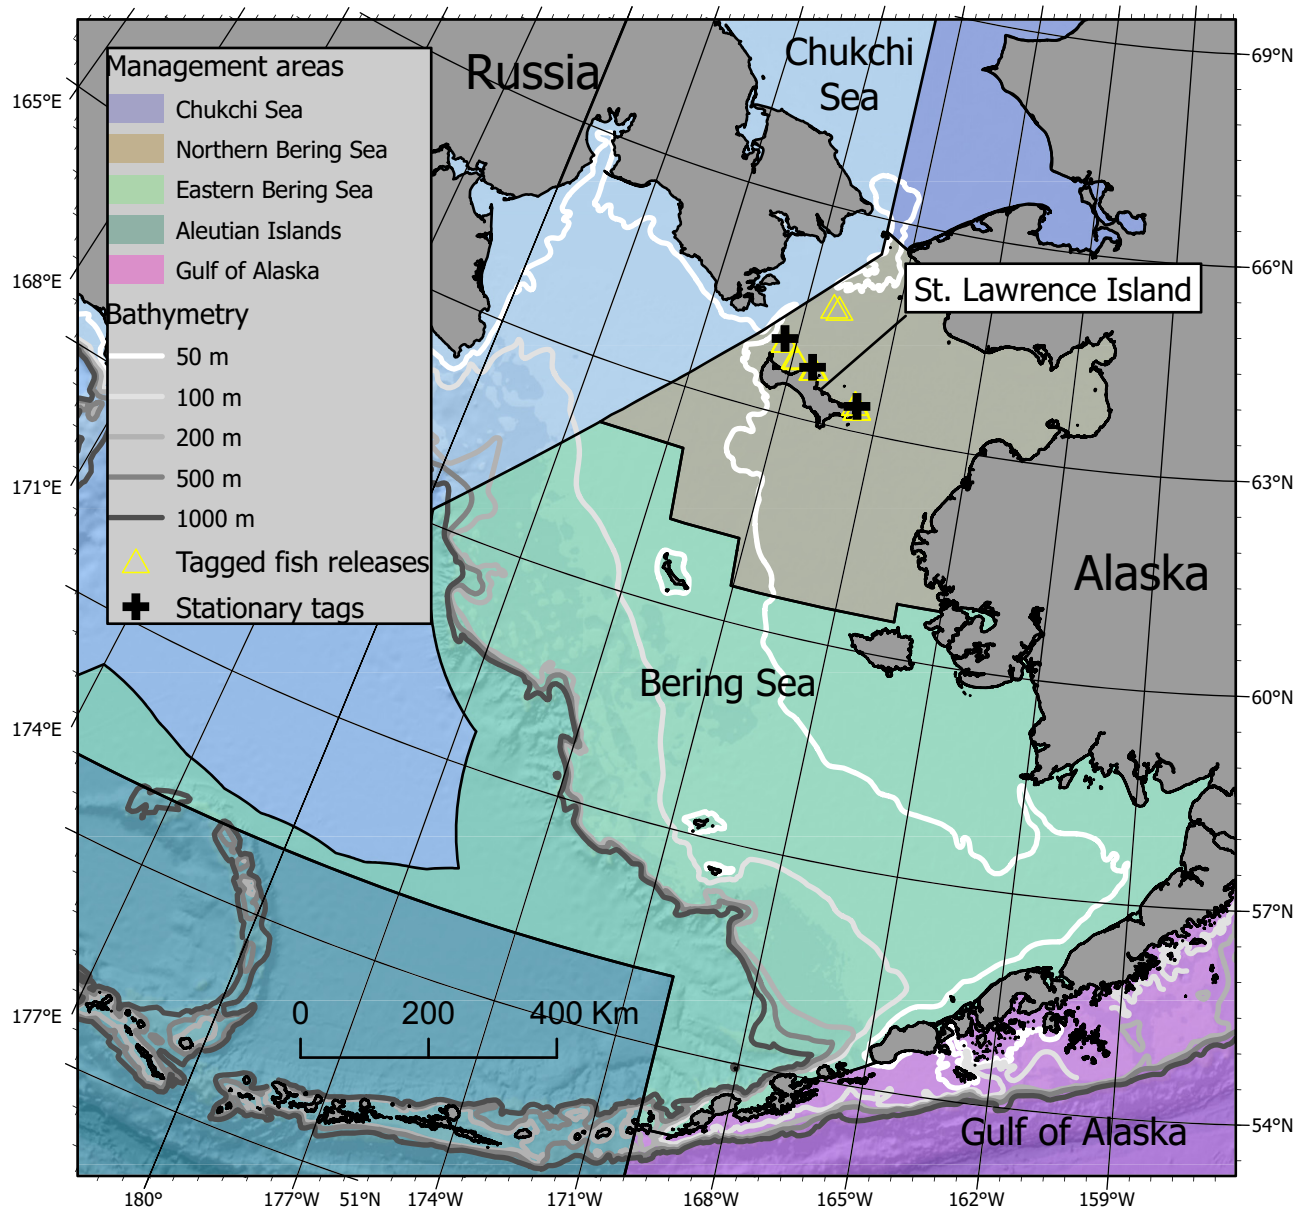 Management areas
Chukchi Sea
Northern Bering Sea
Eastern Bering Sea
Aleutian Islands
Gulf of Alaska
Bathymetry
50 m
100 m
200 m
500 m
1000 m
Tagged fish releases
Stationary tags
Russia
Chukchi
Sea
St. Lawrence Island
Alaska
Bering Sea
Gulf of Alaska
0 200 400 Km
165°E
168°E
171°E
174°E
177°E
69°N
66°N
63°N
60°N
57°N
54°N
180° 177°W 51°N 174°W 171°W 168°W 165°W 162°W 159°W